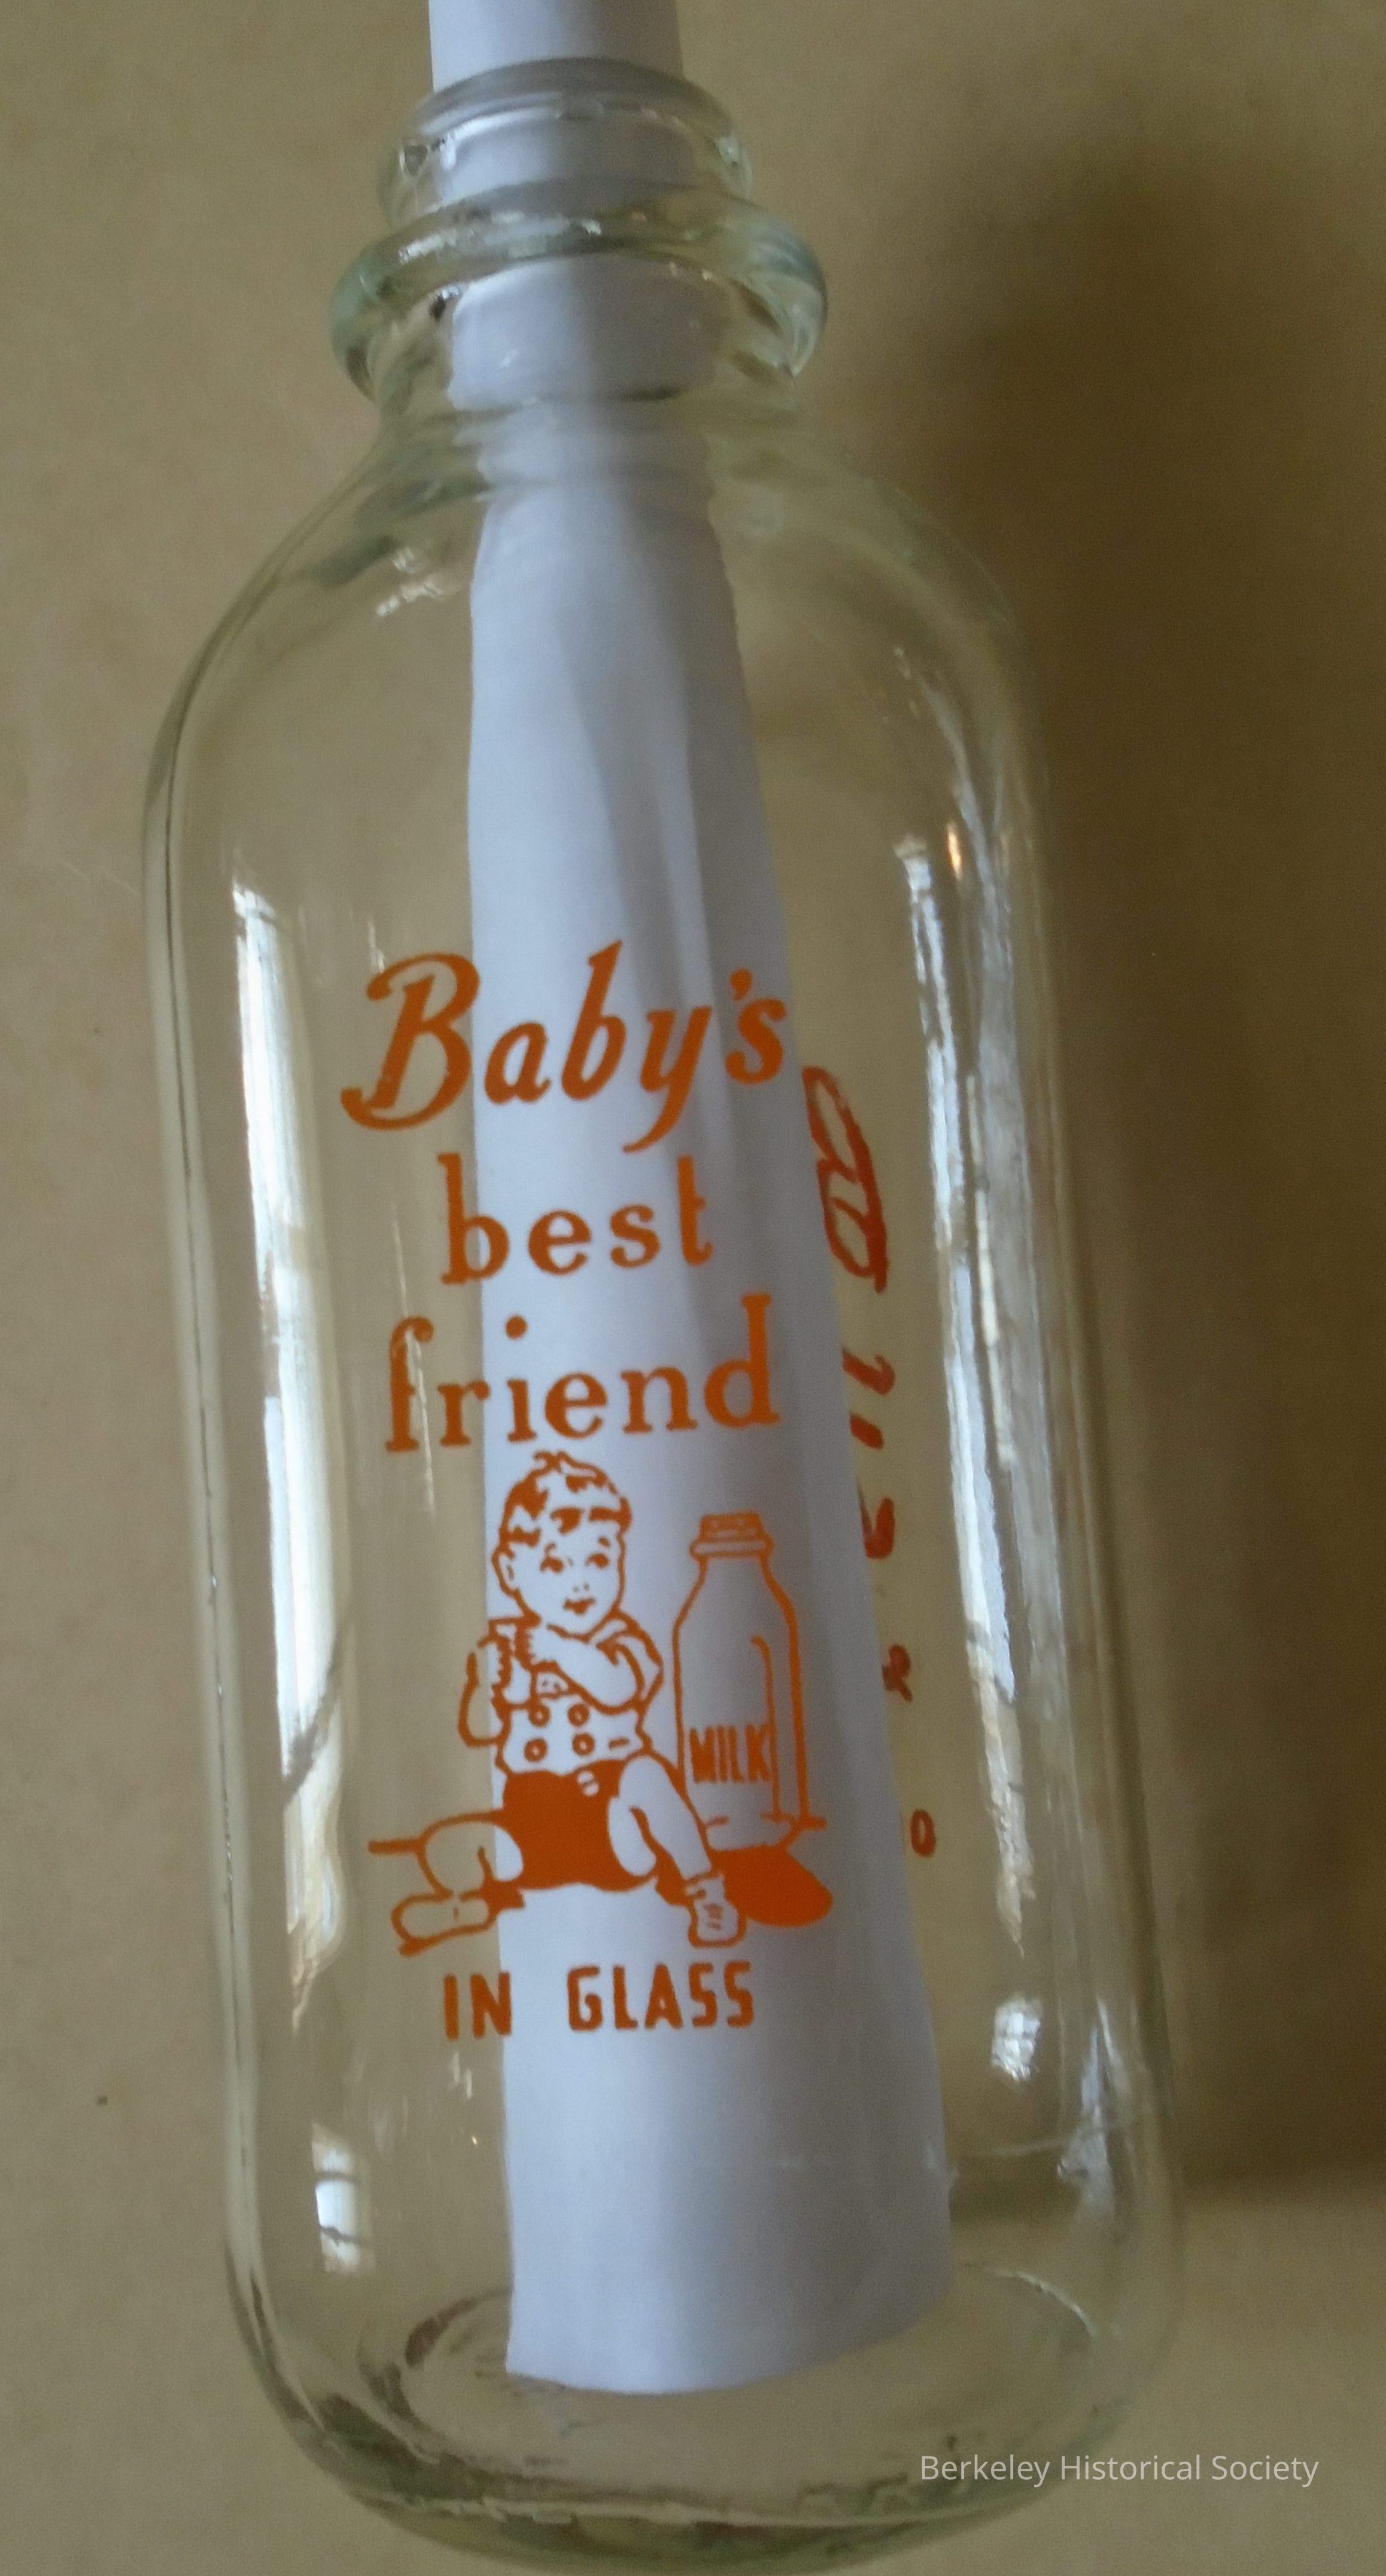 Baby's
best
friend
MILK
IN GLASS
Berkeley Historical Society